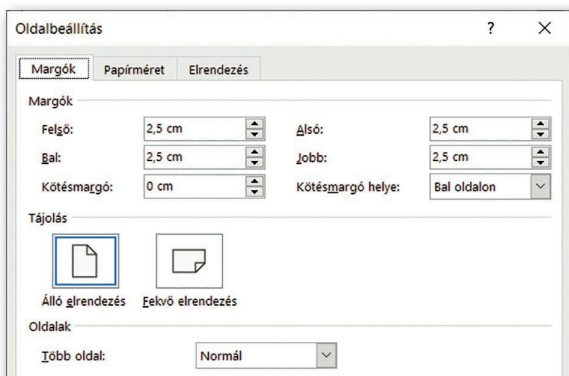 Oldalbeállítás ? ×
Margók Papírméret Elrendezés
Margók
Felső: 2,5 cm Alsó: 2,5 cm
Bal: 2,5 cm Jobb: 2,5 cm
Kötésmargó: 0 cm Kötésmargó helye: Bal oldalon
Tájolás
Álló elrendezés Fekvő elrendezés
Oldalak
Több oldal: Normál